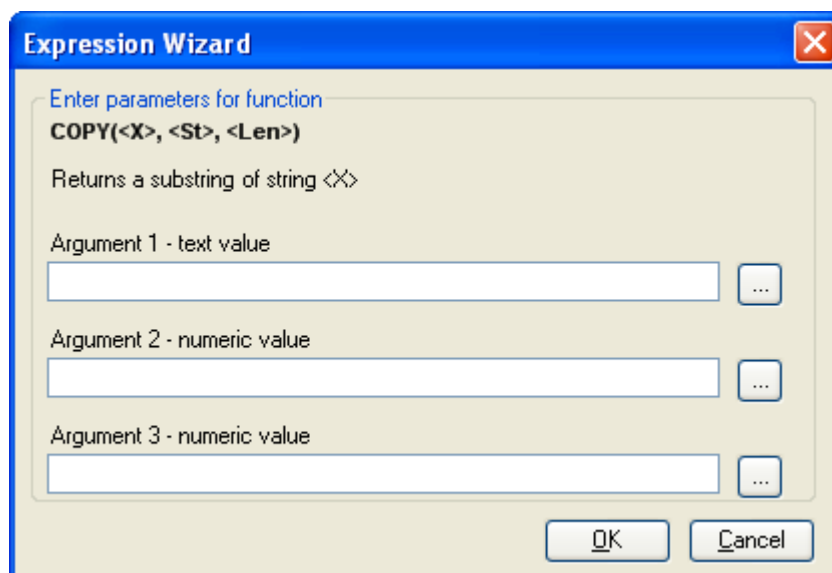 Expression Wizard
Enter parameters for function
COPY(<X>, <St>, <Len>)
Returns a substring of string <X>
Argument 1 - text value
...
Argument 2 - numeric value
...
Argument 3 - numeric value
...
OK Cancel